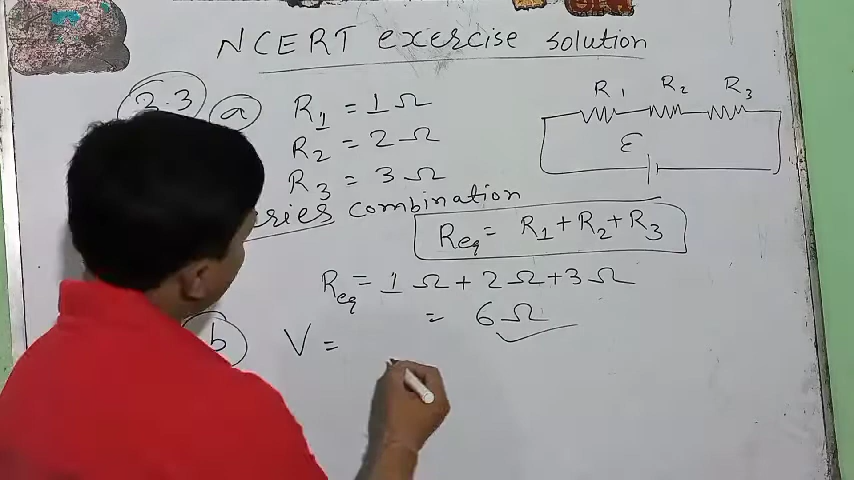 NCERT exercise solution
2.3
a R1 = 1 Ω
R2 = 2 Ω
R3 = 3 Ω
R1 R2 R3
ε
combination
Req = R1 + R2 + R3
Req = 1 Ω + 2 Ω + 3 Ω
= 6 Ω
b V =